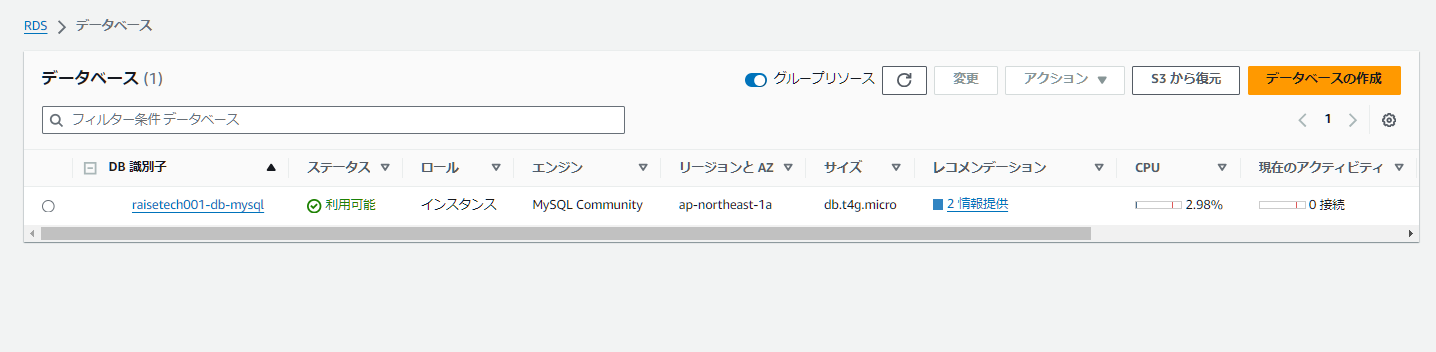 RDS > データベース
データベース (1) グループリソース 変更 アクション S3 から復元 データベースの作成
フィルター条件 データベース 1
DB 識別子 ステータス ロール エンジン リージョンと AZ サイズ レコメンデーション CPU 現在のアクティビティ
raisetech001-db-mysql 利用可能 インスタンス MySQL Community ap-northeast-1a db.t4g.micro 2 情報提供 2.98% 0 接続